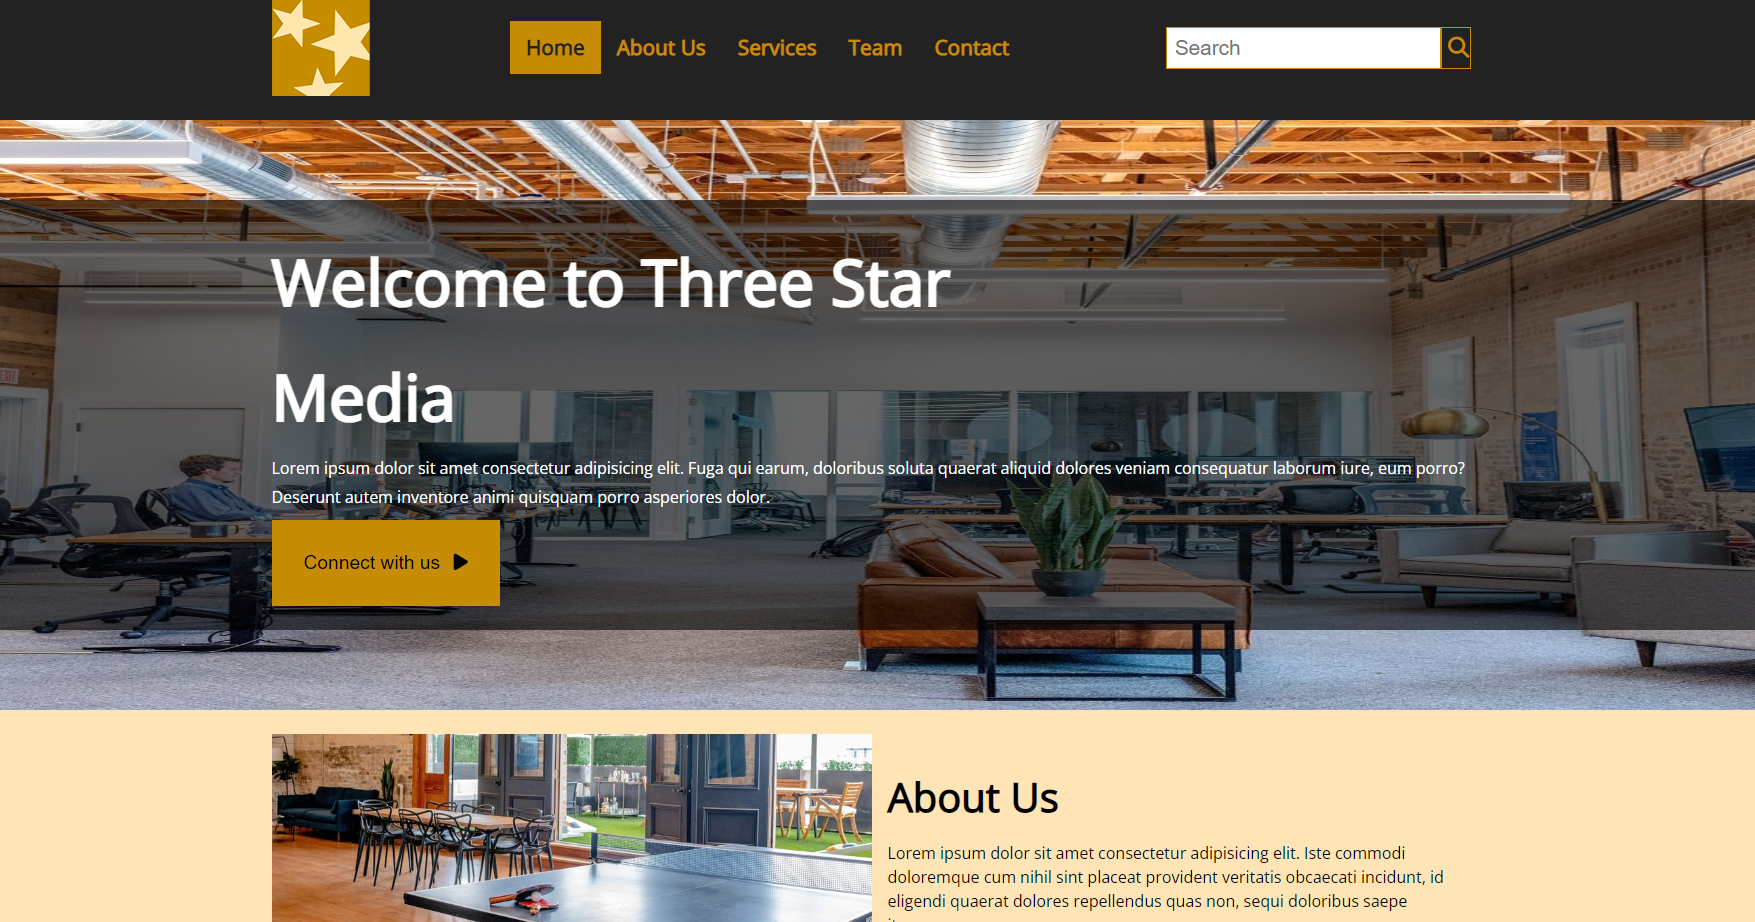 Home About Us Services Team Contact
Search
Welcome to Three Star
Media
Lorem ipsum dolor sit amet consectetur adipisicing elit. Fuga qui earum, doloribus soluta quaerat aliquid dolores veniam consequatur laborum iure, eum porro?
Deserunt autem inventore animi quisquam porro asperiores dolor.
Connect with us
About Us
Lorem ipsum dolor sit amet consectetur adipisicing elit. Iste commodi
doloremque cum nihil sint placeat provident veritatis obcaecati incidunt, id
eligendi quaerat dolores repellendus quas non, sequi doloribus saepe